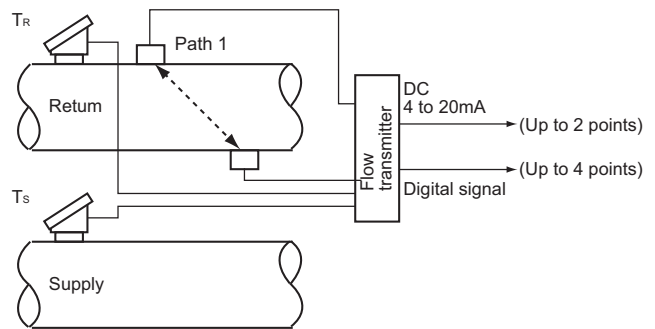 TR
Path 1
Retum
DC
4 to 20mA
(Up to 2 points)
Flow
transmitter
(Up to 4 points)
Digital signal
TS
Supply